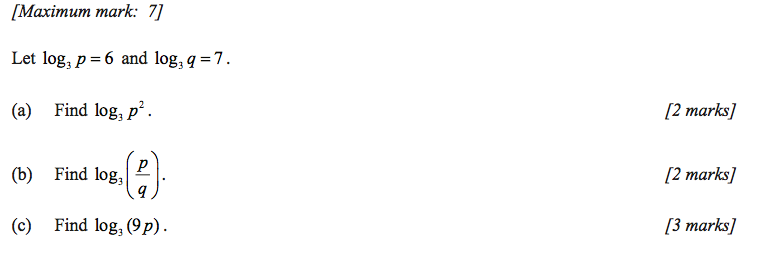 [Maximum mark: 7]
Let log₃ p = 6 and log₃ q = 7.
(a) Find log₃ p². [2 marks]
(b) Find log₃(p/q). [2 marks]
(c) Find log₃ (9p). [3 marks]